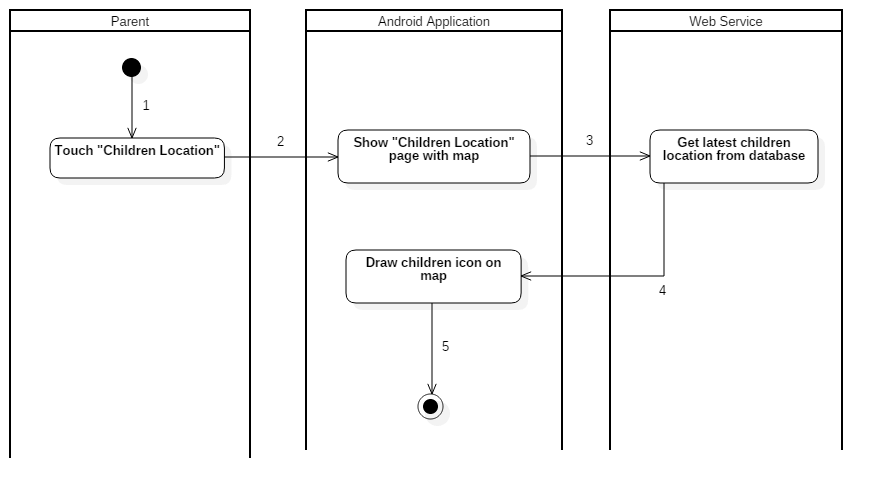 Parent
Android Application
Web Service
1
Touch "Children Location"
2
Show "Children Location"
page with map
3
Get latest children
location from database
4
Draw children icon on
map
5